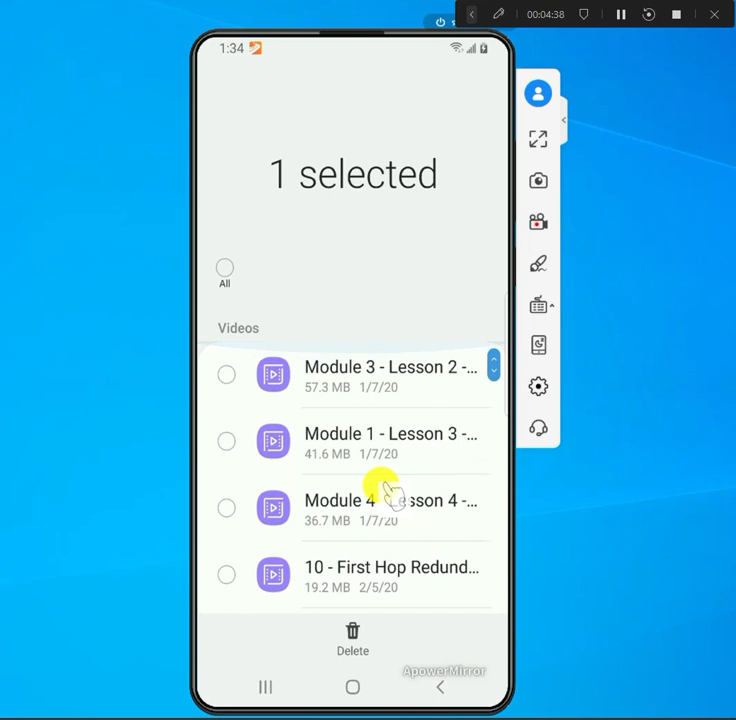 00:04:38
1:34
1 selected
All
Videos
Module 3 - Lesson 2 -...
57.3 MB 1/7/20
Module 1 - Lesson 3 -...
41.6 MB 1/7/20
Module 4 - Lesson 4 -...
36.7 MB 1/7/20
10 - First Hop Redund...
19.2 MB 2/5/20
Delete
ApowerMirror